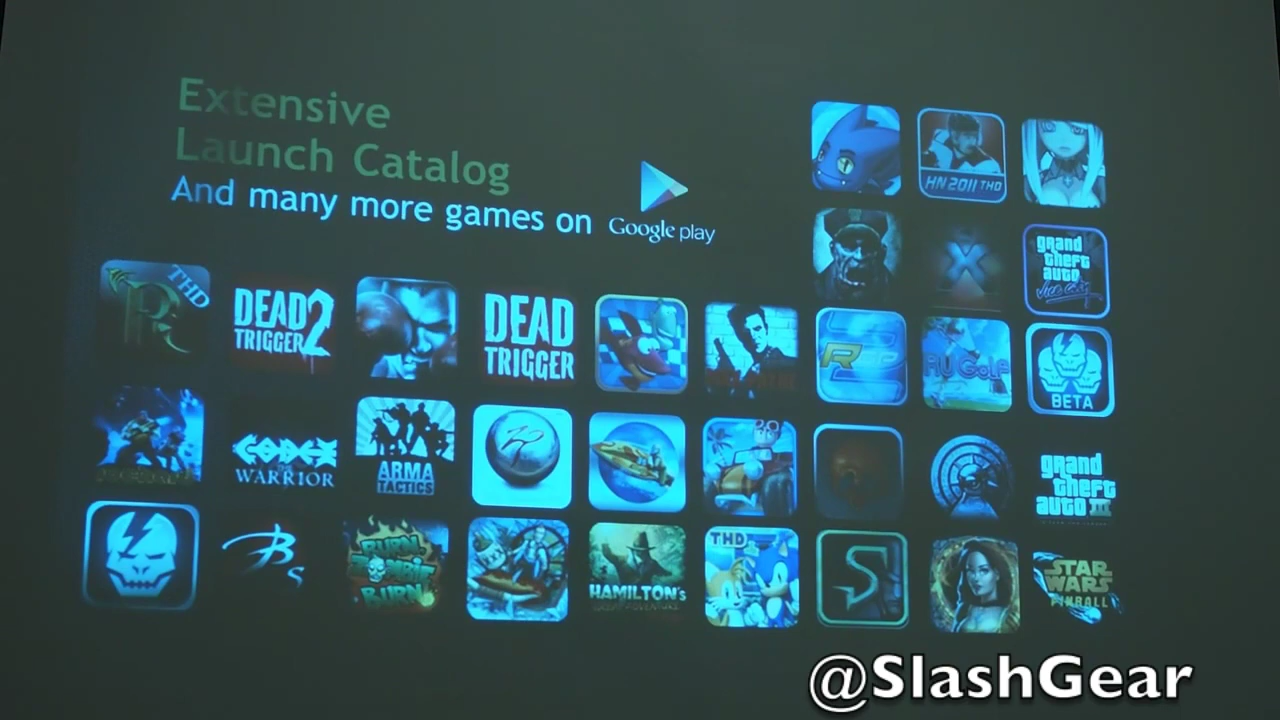 Extensive
Launch Catalog
And many more games on Google play
HN 2011 THD
grand
theft
auto
Vice City
THD
DEAD
TRIGGER 2
DEAD
TRIGGER
BETA
WARRIOR
ARMA
TACTICS
grand
theft
auto III
BURN
ZOMBIE
BURN
HAMILTON's
GREAT ADVENTURE
THD
STAR
WARS
PINBALL
@SlashGear